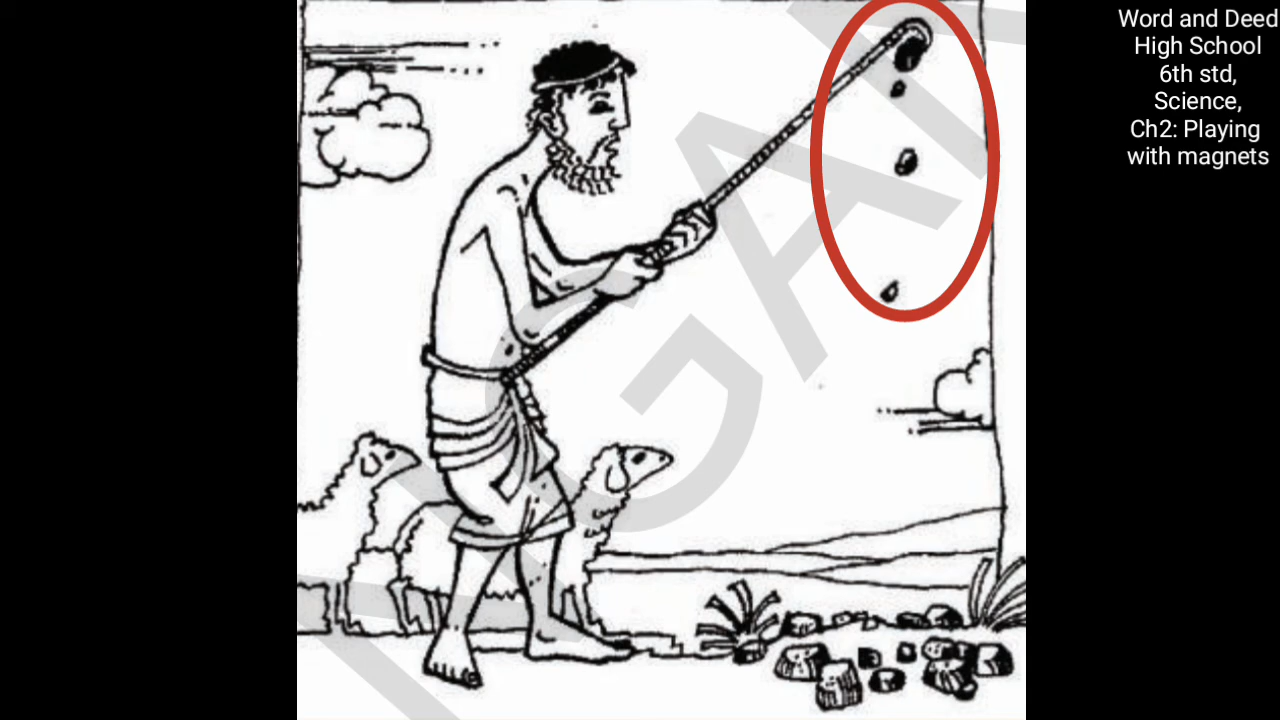 Word and Deed
High School
6th std,
Science,
Ch2: Playing
with magnets